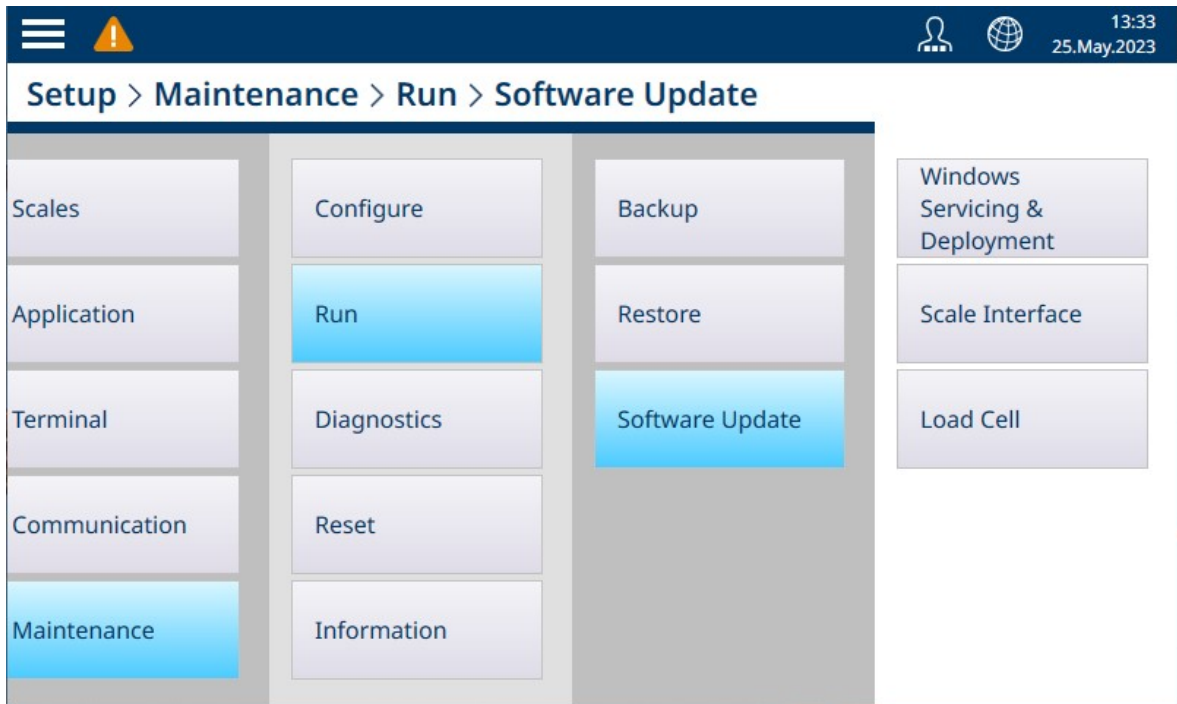 13:33
25.May.2023
Setup > Maintenance > Run > Software Update
Scales
Application
Terminal
Communication
Maintenance
Configure
Run
Diagnostics
Reset
Information
Backup
Restore
Software Update
Windows
Servicing &
Deployment
Scale Interface
Load Cell